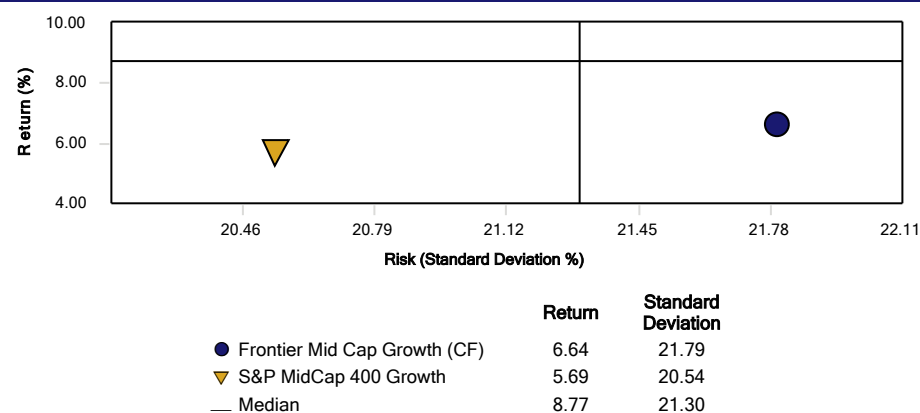 10.00
8.00
6.00
4.00
Return (%)
20.46 20.79 21.12 21.45 21.78 22.11
Risk (Standard Deviation %)
Return Standard Deviation
Frontier Mid Cap Growth (CF) 6.64 21.79
S&P MidCap 400 Growth 5.69 20.54
Median 8.77 21.30